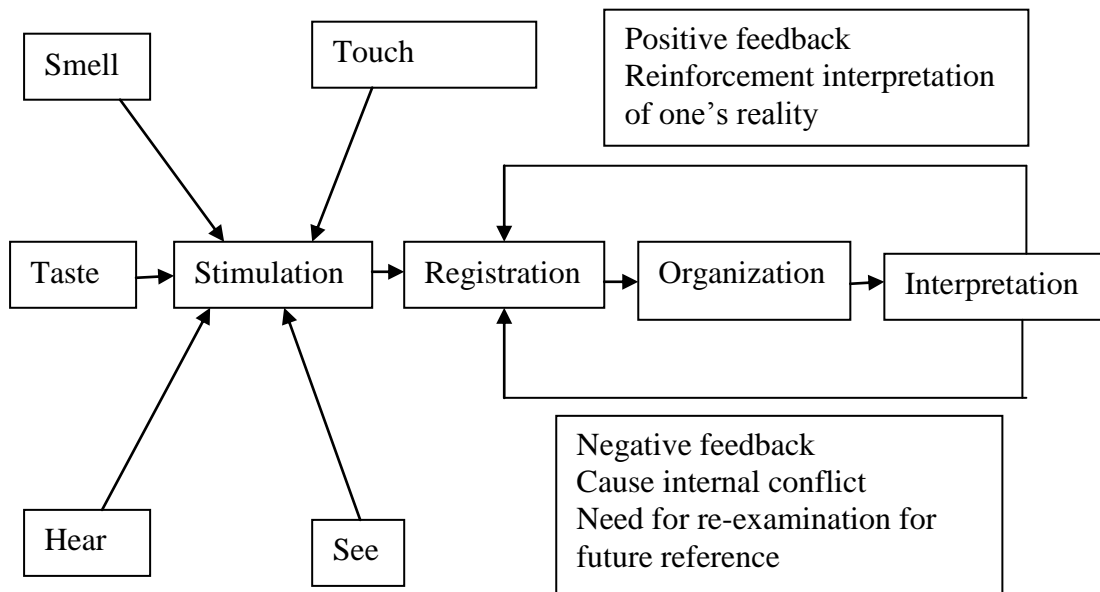 Smell
Touch
Positive feedback
Reinforcement interpretation
of one’s reality
Taste
Stimulation
Registration
Organization
Interpretation
Negative feedback
Cause internal conflict
Need for re-examination for
future reference
Hear
See